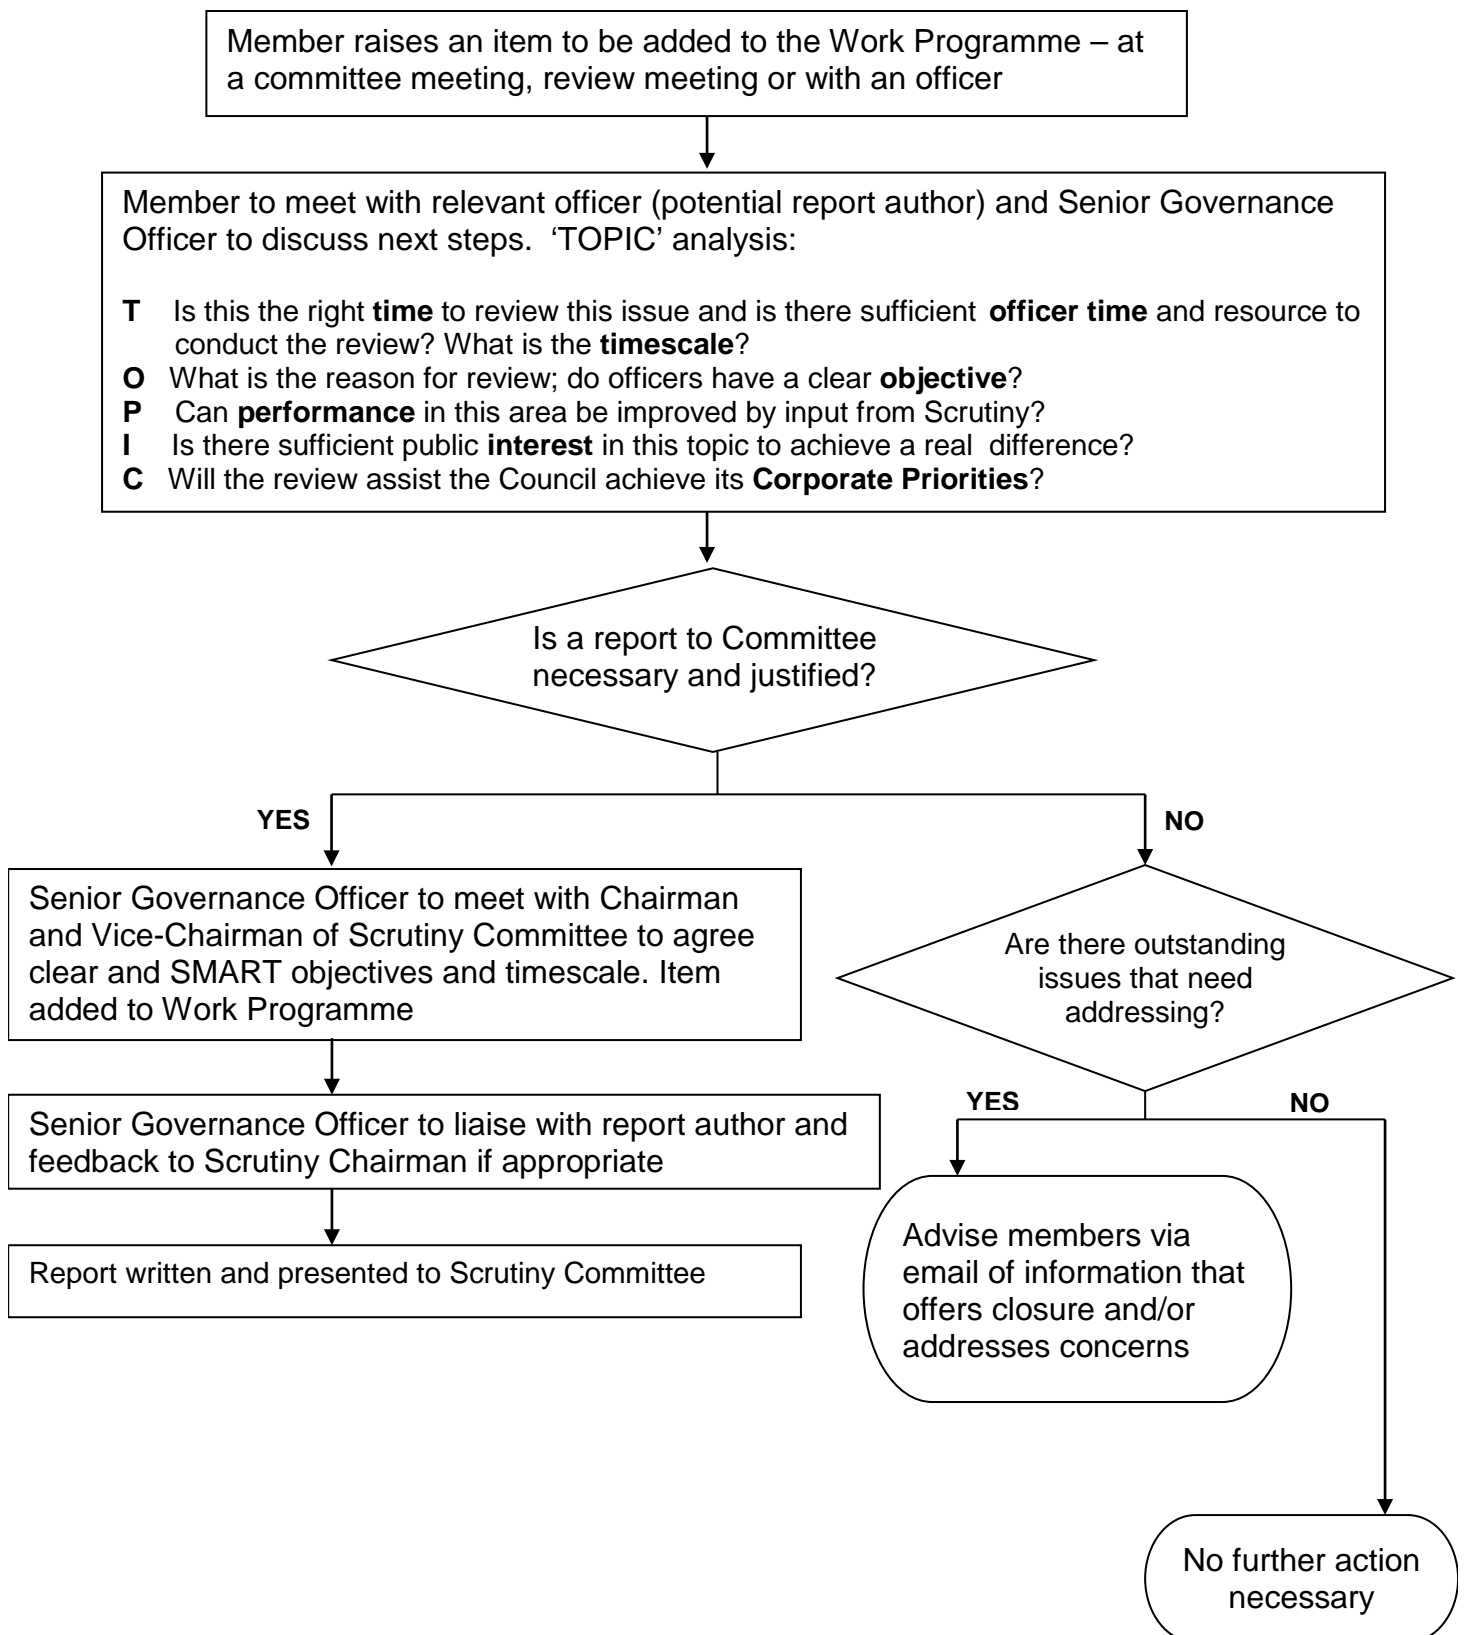 Member raises an item to be added to the Work Programme – at
a committee meeting, review meeting or with an officer
Member to meet with relevant officer (potential report author) and Senior Governance
Officer to discuss next steps.  ‘TOPIC’ analysis:
T Is this the right time to review this issue and is there sufficient officer time and resource to
conduct the review? What is the timescale?
O What is the reason for review; do officers have a clear objective?
P Can performance in this area be improved by input from Scrutiny?
I Is there sufficient public interest in this topic to achieve a real difference?
C Will the review assist the Council achieve its Corporate Priorities?
Is a report to Committee
necessary and justified?
YES
NO
Senior Governance Officer to meet with Chairman
and Vice-Chairman of Scrutiny Committee to agree
clear and SMART objectives and timescale. Item
added to Work Programme
Are there outstanding
issues that need
addressing?
YES
NO
Senior Governance Officer to liaise with report author and
feedback to Scrutiny Chairman if appropriate
Report written and presented to Scrutiny Committee
Advise members via
email of information that
offers closure and/or
addresses concerns
No further action
necessary